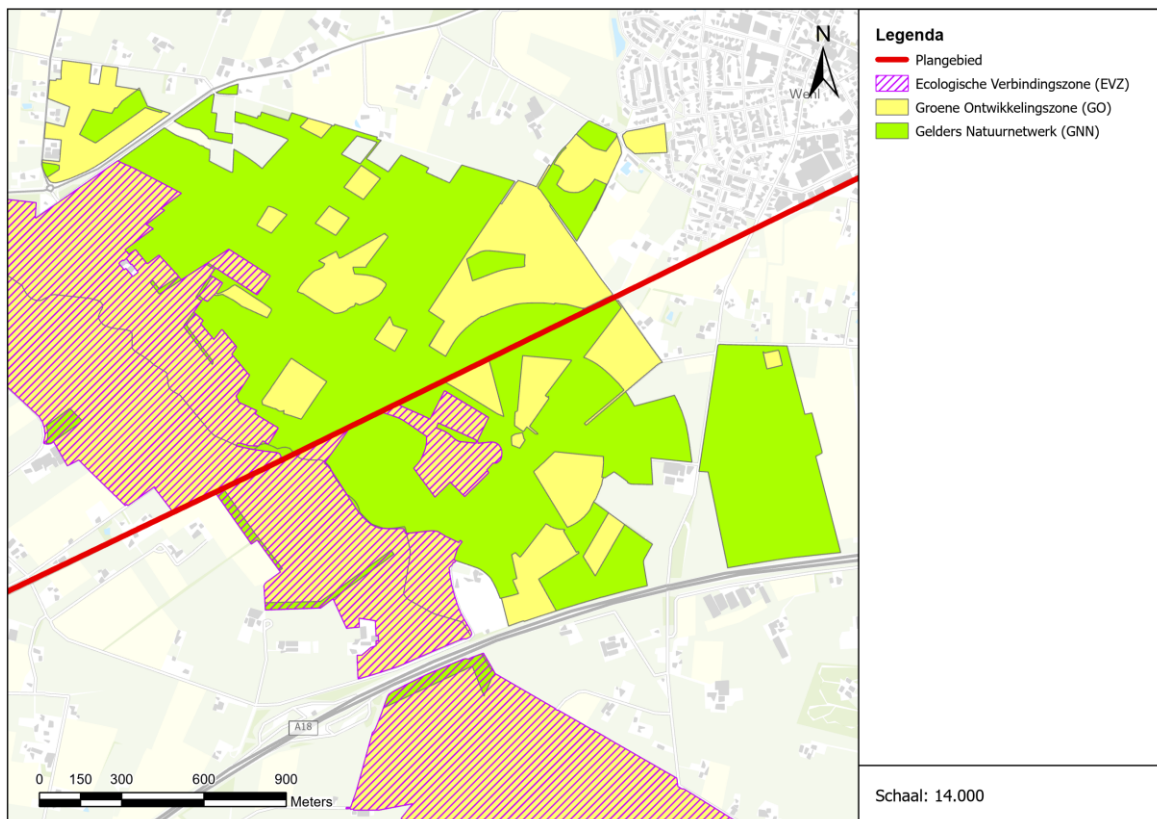 Legenda
Plangebied
Ecologische Verbindingszone (EVZ)
Groene Ontwikkelingszone (GO)
Gelders Natuurnetwerk (GNN)
N
Wehl
A18
0 150 300 600 900
Meters
Schaal: 14.000